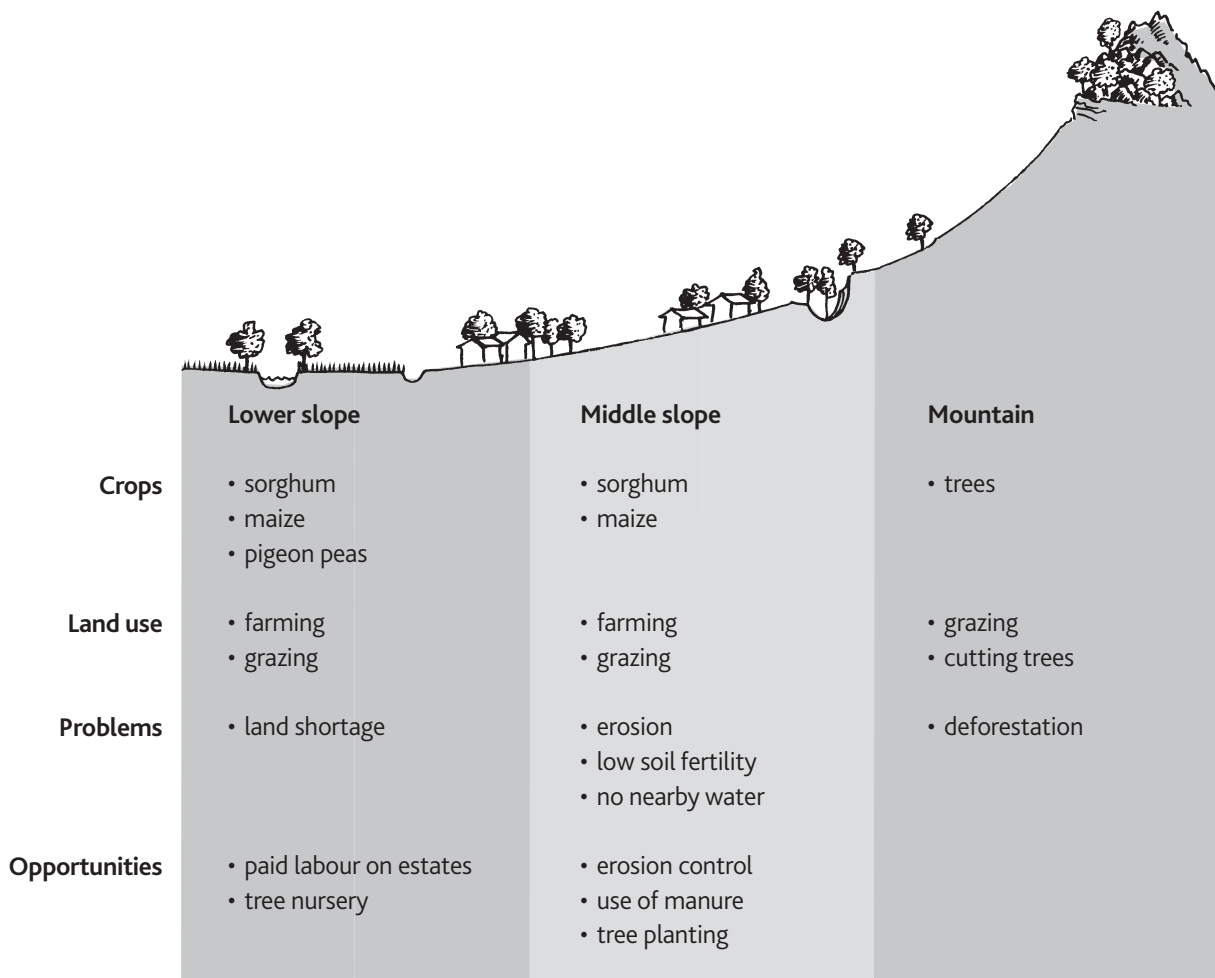 Lower slope Middle slope Mountain
Crops • sorghum • sorghum • trees
• maize • maize
• pigeon peas
Land use • farming • farming • grazing
• grazing • grazing • cutting trees
Problems • land shortage • erosion • deforestation
• low soil fertility
• no nearby water
Opportunities • paid labour on estates • erosion control
• tree nursery • use of manure
• tree planting